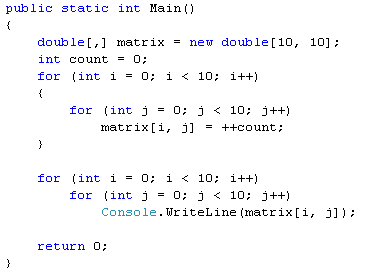 public static int Main()
{
    double[,] matrix = new double[10, 10];
    int count = 0;
    for (int i = 0; i < 10; i++)
    {
        for (int j = 0; j < 10; j++)
            matrix[i, j] = ++count;
    }

    for (int i = 0; i < 10; i++)
        for (int j = 0; j < 10; j++)
            Console.WriteLine(matrix[i, j]);

    return 0;
}